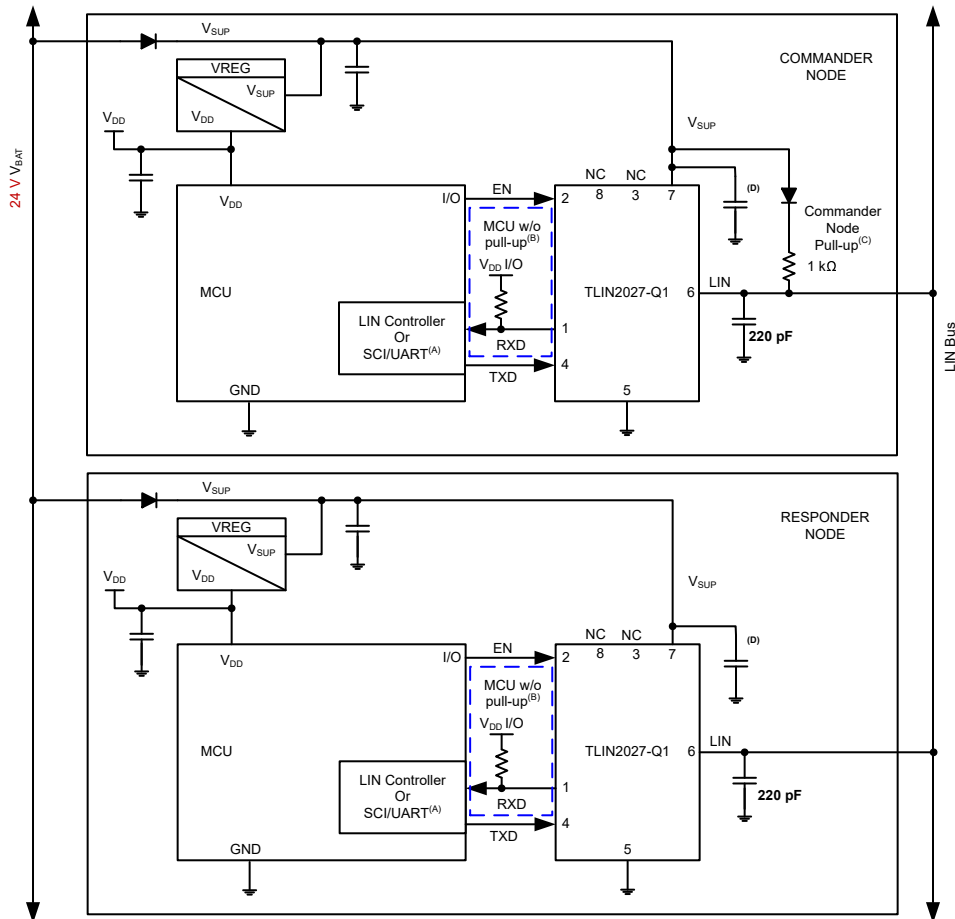 24 V VBAT
VSUP
COMMANDER
NODE
VREG
VSUP
VDD
VDD
VSUP
I/O
EN
2
NC
8
NC
3
7
(D)
VDD
MCU w/o
pull-up(B)
Commander
Node
Pull-up(C)
VDD I/O
1 kΩ
MCU
TLIN2027-Q1
6
LIN
LIN Controller
Or
SCI/UART(A)
1
RXD
220 pF
4
TXD
GND
5
LIN Bus
VSUP
RESPONDER
NODE
VREG
VSUP
VDD
VDD
VSUP
I/O
EN
2
NC
8
NC
3
7
(D)
VDD
MCU w/o
pull-up(B)
VDD I/O
MCU
TLIN2027-Q1
6
LIN
LIN Controller
Or
SCI/UART(A)
1
RXD
220 pF
4
TXD
GND
5